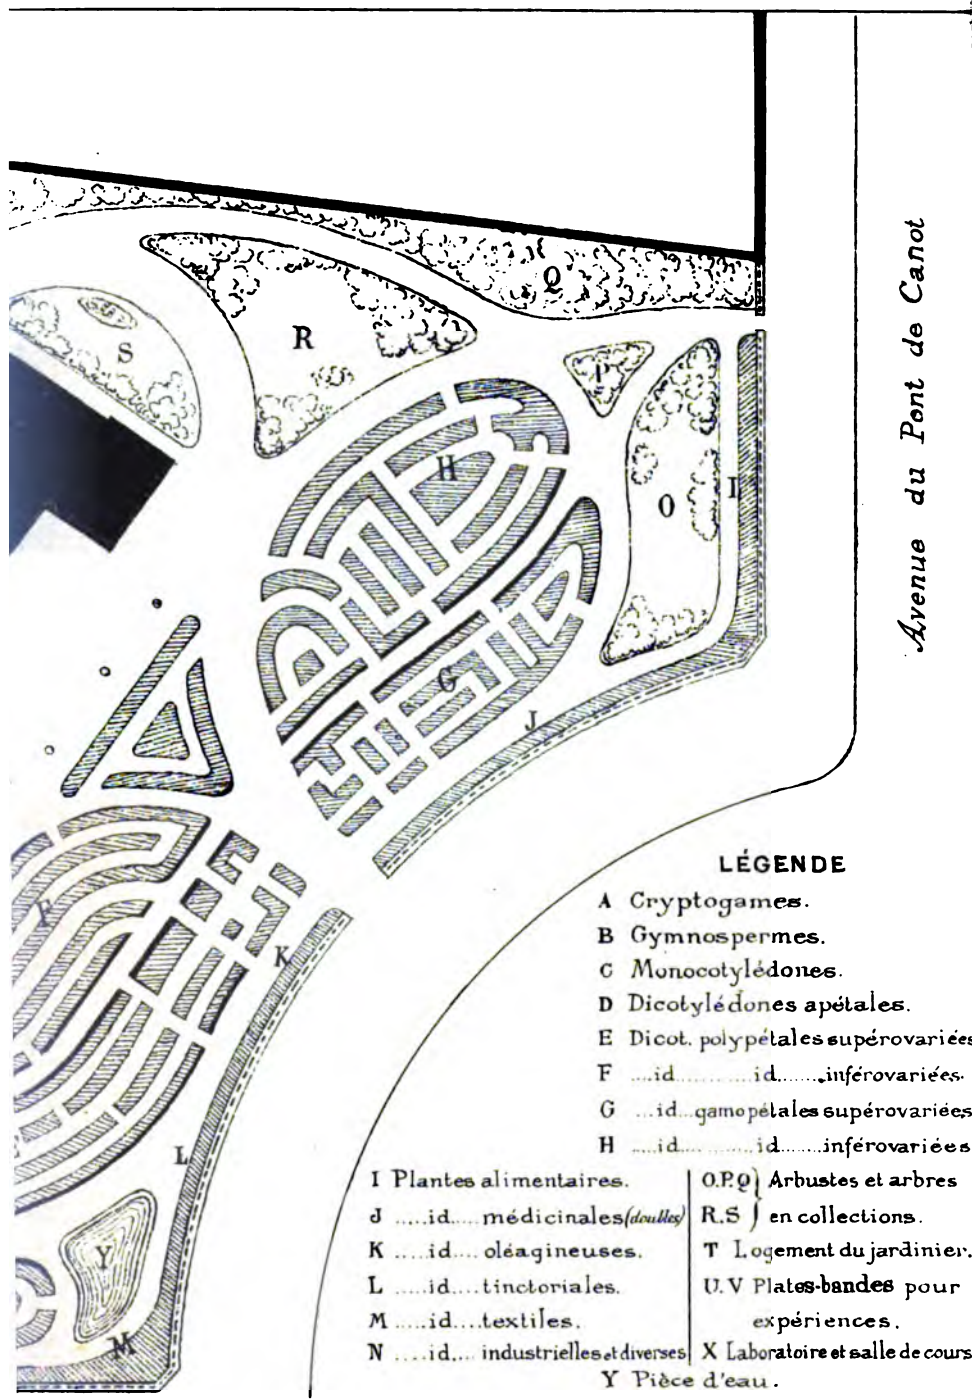 Avenue du Pont de Canot
Q
R
S
P
H
O
I
G
J
F
K
L
Y
M
LÉGENDE
A Cryptogames.
B Gymnospermes.
C Monocotylédones.
D Dicotylédones apétales.
E Dicot. polypétales supérovariées
F ....id...........id........inférovariées.
G ...id...gamopétales supérovariées
H ....id...........id........inférovariées
I Plantes alimentaires.
J .....id.... médicinales (doubles)
K .....id.... oléagineuses.
L .....id....tinctoriales.
M .....id....textiles.
N ....id.... industrielles et diverses
O.P.Q } Arbustes et arbres
R.S } en collections.
T Logement du jardinier.
U.V Plates-bandes pour
expériences.
X Laboratoire et salle de cours
Y Pièce d'eau.